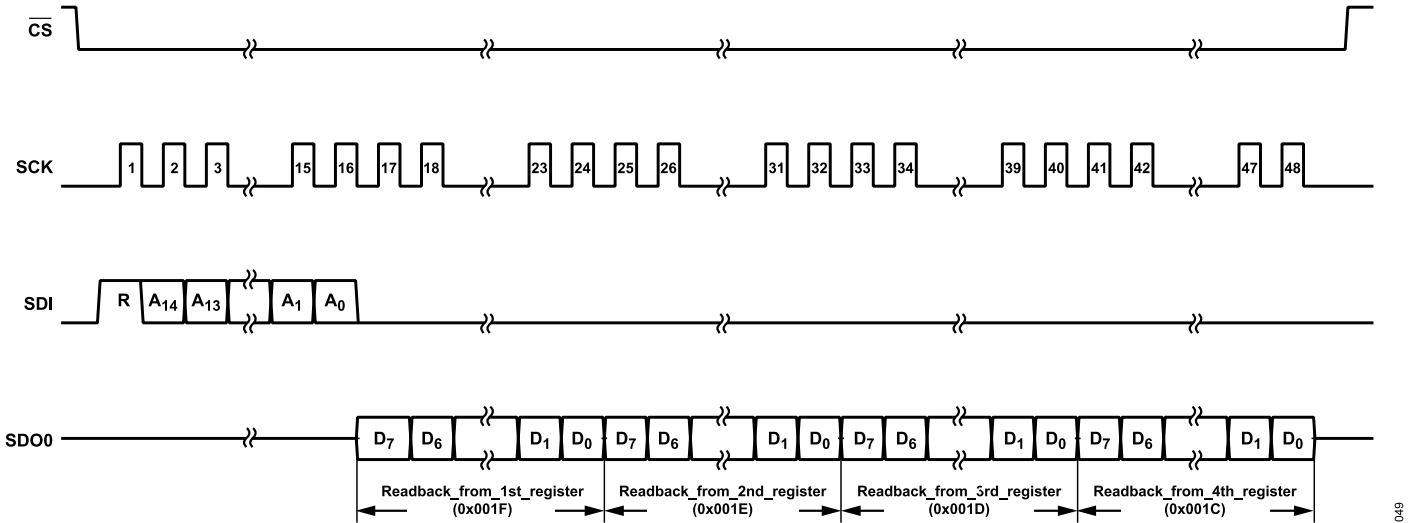 CS
SCK 1 2 3 15 16 17 18 23 24 25 26 31 32 33 34 39 40 41 42 47 48
SDI R A14 A13 A1 A0
SDO0 D7 D6 D1 D0 D7 D6 D1 D0 D7 D6 D1 D0 D7 D6 D1 D0
Readback_from_1st_register Readback_from_2nd_register Readback_from_3rd_register Readback_from_4th_register
(0x001F) (0x001E) (0x001D) (0x001C)
049